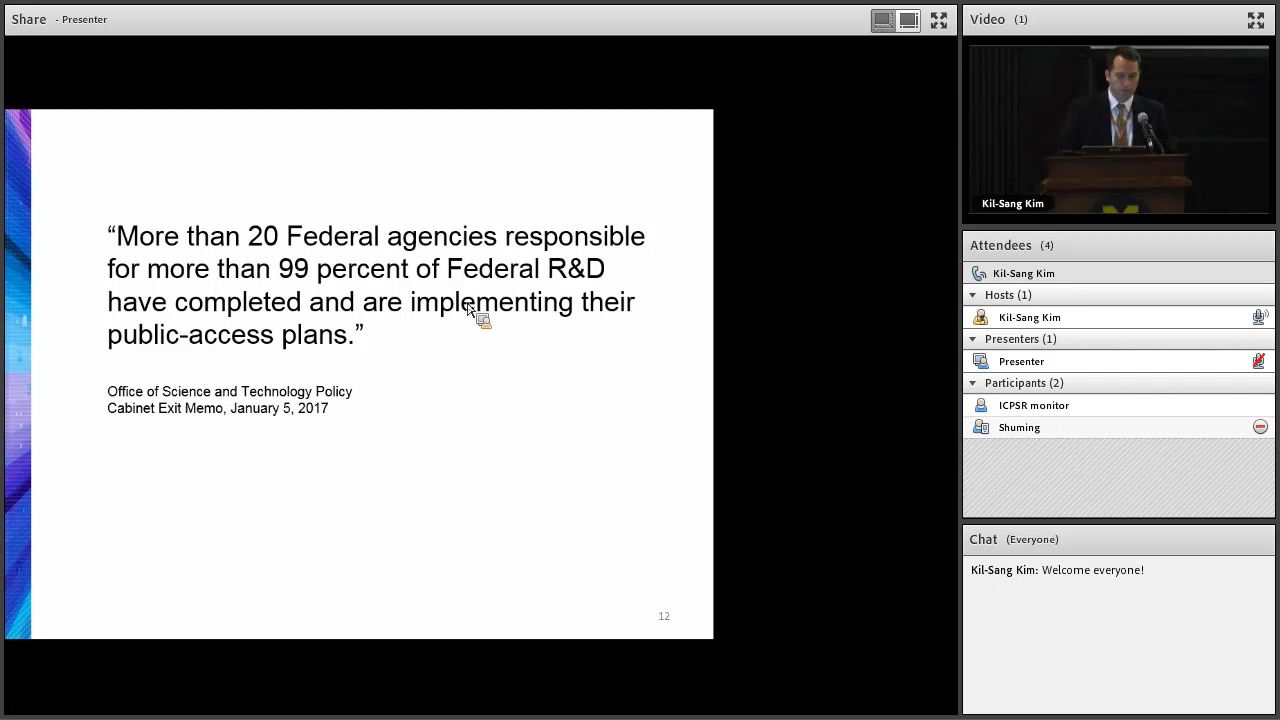 Share - Presenter
“More than 20 Federal agencies responsible
for more than 99 percent of Federal R&D
have completed and are implementing their
public-access plans.”
Office of Science and Technology Policy
Cabinet Exit Memo, January 5, 2017
12
Video (1)
Kil-Sang Kim
Attendees (4)
Kil-Sang Kim
Hosts (1)
Kil-Sang Kim
Presenters (1)
Presenter
Participants (2)
ICPSR monitor
Shuming
Chat (Everyone)
Kil-Sang Kim: Welcome everyone!